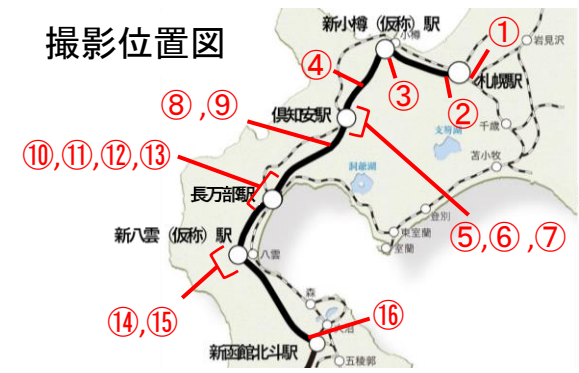 撮影位置図
新小樽（仮称）駅
小樽
①
岩見沢
④
札幌駅
③
②
⑧ ,⑨
倶知安駅
千歳
支笏湖
⑩,⑪,⑫,⑬
洞爺湖
苫小牧
長万部駅
登別
⑤,⑥ ,⑦
東室蘭
室蘭
新八雲（仮称）駅
八雲
⑭,⑮
森
⑯
大沼
新函館北斗駅
五稜郭